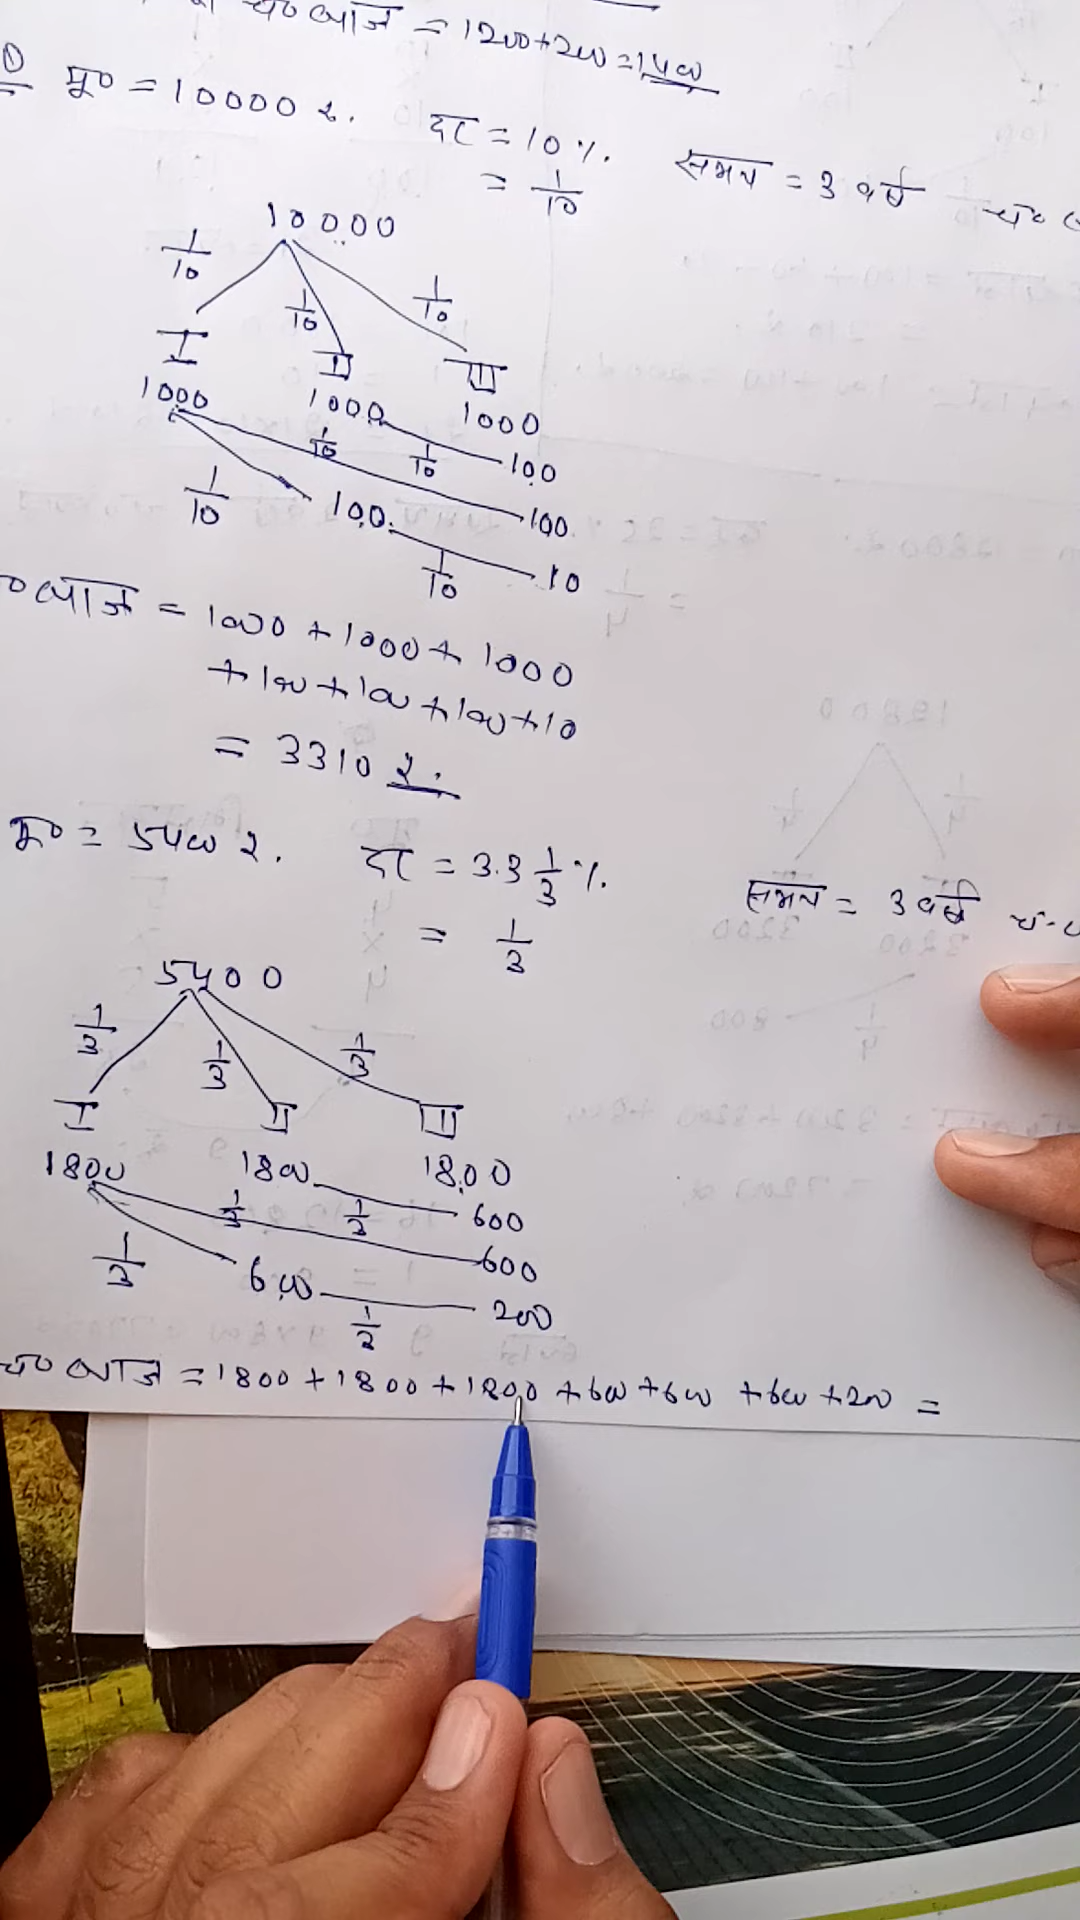 च० ब्याज = 1200+200=1400
मू० = 10000 रु. दर = 10 %. समय = 3 वर्ष
= 1/10
10000
1/10 1/10 1/10
I II III
1000 1000 1000
1/10 1/10 100
1/10 100 100
1/10 10
च० ब्याज = 1000 + 1000 + 1000
+ 100 + 100 + 100 + 10
= 3310 रु.
मू० = 5400 रु. दर = 33 1/3 %. समय = 3 वर्ष
= 1/3
5400
1/3 1/3 1/3
I II III
1800 1800 1800
1/3 1/3 600
1/3 600
600 1/3 200
च० ब्याज = 1800 + 1800 + 1800 + 600 + 600 + 600 + 200 =